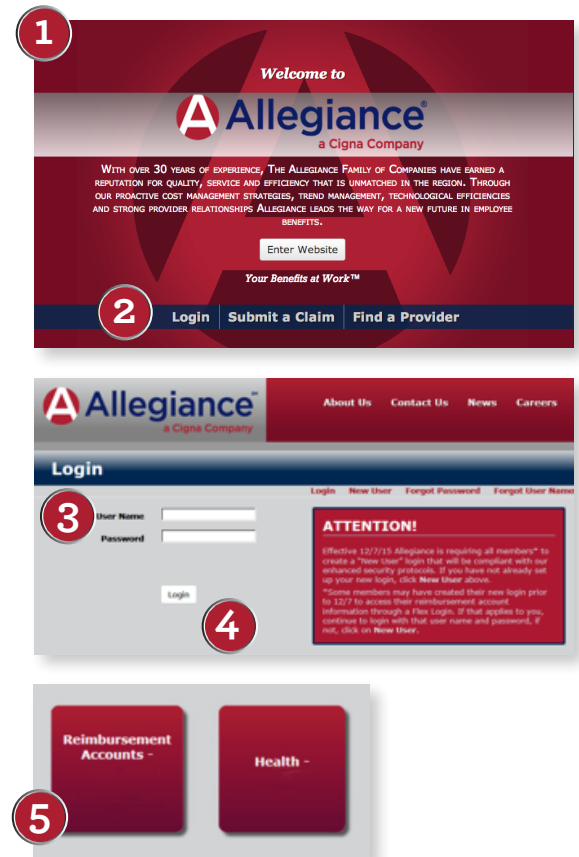 1
Welcome to
Allegiance®
a Cigna Company
With over 30 years of experience, The Allegiance Family of Companies have earned a
reputation for quality, service and efficiency that is unmatched in the region. Through
our proactive cost management strategies, trend management, technological efficiencies
and strong provider relationships Allegiance leads the way for a new future in employee
benefits.
Enter Website
Your Benefits at Work™
2
Login Submit a Claim Find a Provider
Allegiance
a Cigna Company
About Us Contact Us News Careers
Login
Login New User Forgot Password Forgot User Name
3
User Name
Password
Login
4
ATTENTION!
Effective 12/7/15 Allegiance is requiring all members* to
create a "New User" login that will be compliant with our
enhanced security protocols. If you have not already set
up your new login, click New User above.
*Some members may have created their new login prior
to 12/7 to access their reimbursement account
information through a Flex Login. If that applies to you,
continue to login with that user name and password, if
not, click on New User.
Reimbursement
Accounts -
Health -
5